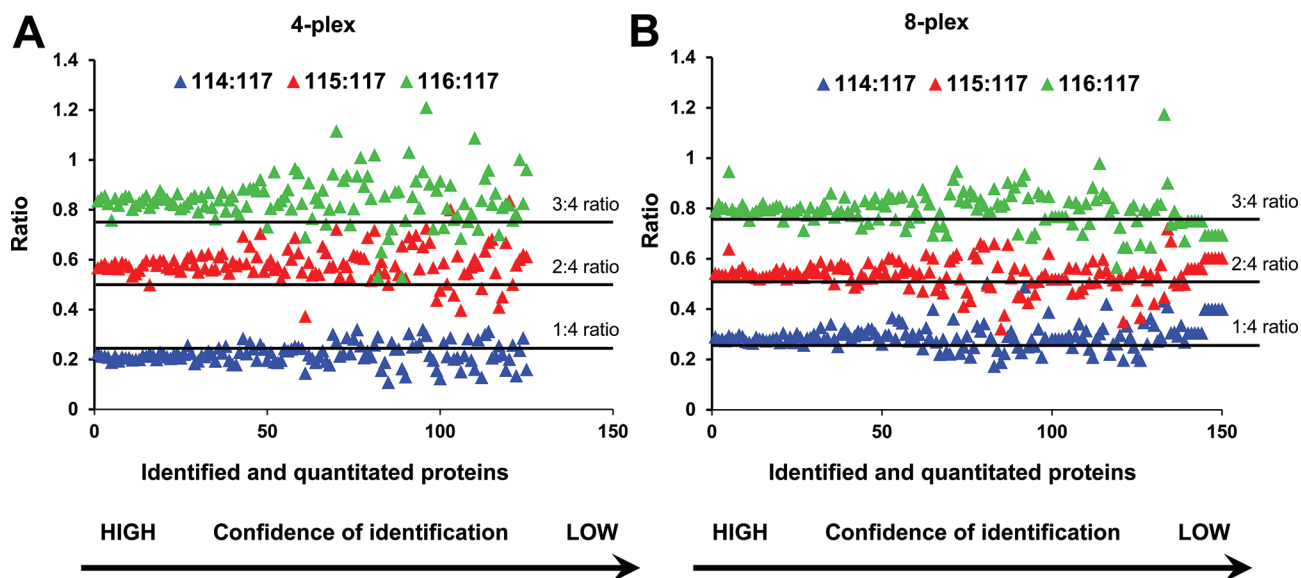 A
4-plex
1.4
1.2
1
0.8
0.6
0.4
0.2
0
Ratio
114:117 115:117 116:117
3:4 ratio
2:4 ratio
1:4 ratio
0 50 100 150
Identified and quantitated proteins
HIGH Confidence of identification LOW
B
8-plex
1.4
1.2
1
0.8
0.6
0.4
0.2
0
Ratio
114:117 115:117 116:117
3:4 ratio
2:4 ratio
1:4 ratio
0 50 100 150
Identified and quantitated proteins
HIGH Confidence of identification LOW